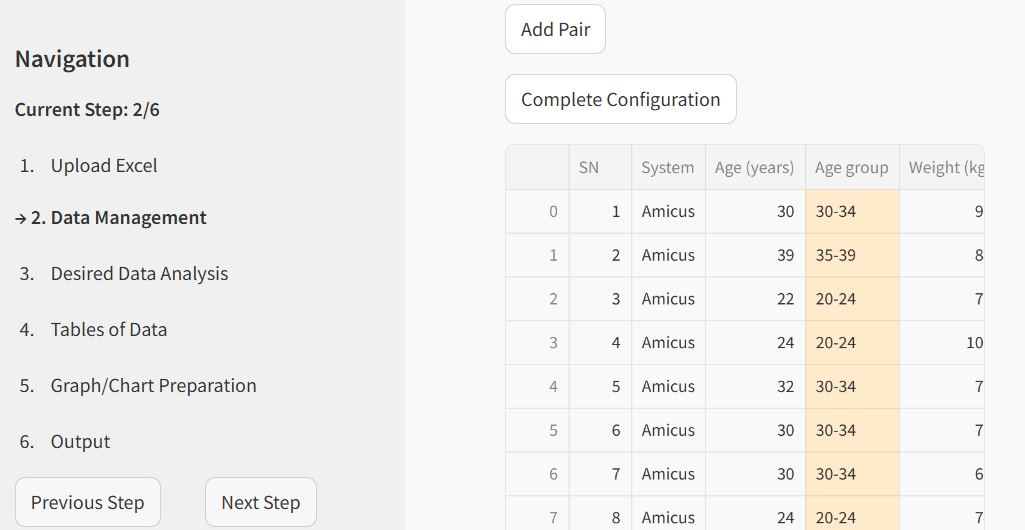 Navigation
Current Step: 2/6
1. Upload Excel
→ 2. Data Management
3. Desired Data Analysis
4. Tables of Data
5. Graph/Chart Preparation
6. Output
Previous Step Next Step
Add Pair
Complete Configuration
SN System Age (years) Age group Weight (kg
0 1 Amicus 30 30-34 9
1 2 Amicus 39 35-39 8
2 3 Amicus 22 20-24 7
3 4 Amicus 24 20-24 10
4 5 Amicus 32 30-34 7
5 6 Amicus 30 30-34 7
6 7 Amicus 30 30-34 6
7 8 Amicus 24 20-24 7